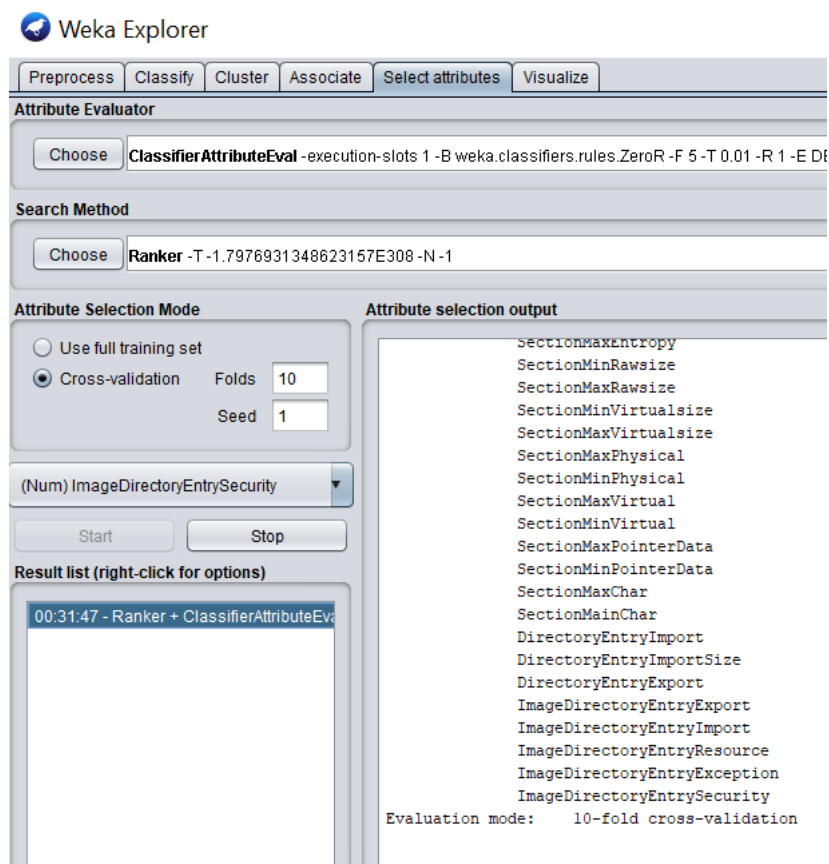 Weka Explorer
Preprocess Classify Cluster Associate Select attributes Visualize
Attribute Evaluator
Choose ClassifierAttributeEval -execution-slots 1 -B weka.classifiers.rules.ZeroR -F 5 -T 0.01 -R 1 -E DE
Search Method
Choose Ranker -T -1.7976931348623157E308 -N -1
Attribute Selection Mode
Use full training set
Cross-validation Folds 10
Seed 1
(Num) ImageDirectoryEntrySecurity
Start Stop
Result list (right-click for options)
00:31:47 - Ranker + ClassifierAttributeEva
Attribute selection output
SectionMaxEntropy
SectionMinRawsize
SectionMaxRawsize
SectionMinVirtualsize
SectionMaxVirtualsize
SectionMaxPhysical
SectionMinPhysical
SectionMaxVirtual
SectionMinVirtual
SectionMaxPointerData
SectionMinPointerData
SectionMaxChar
SectionMainChar
DirectoryEntryImport
DirectoryEntryImportSize
DirectoryEntryExport
ImageDirectoryEntryExport
ImageDirectoryEntryImport
ImageDirectoryEntryResource
ImageDirectoryEntryException
ImageDirectoryEntrySecurity
Evaluation mode: 10-fold cross-validation